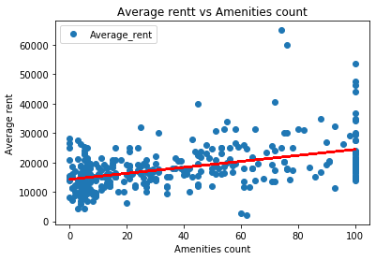 Average rentt vs Amenities count
Average_rent
60000
50000
40000
30000
20000
10000
0
Average rent
0 20 40 60 80 100
Amenities count